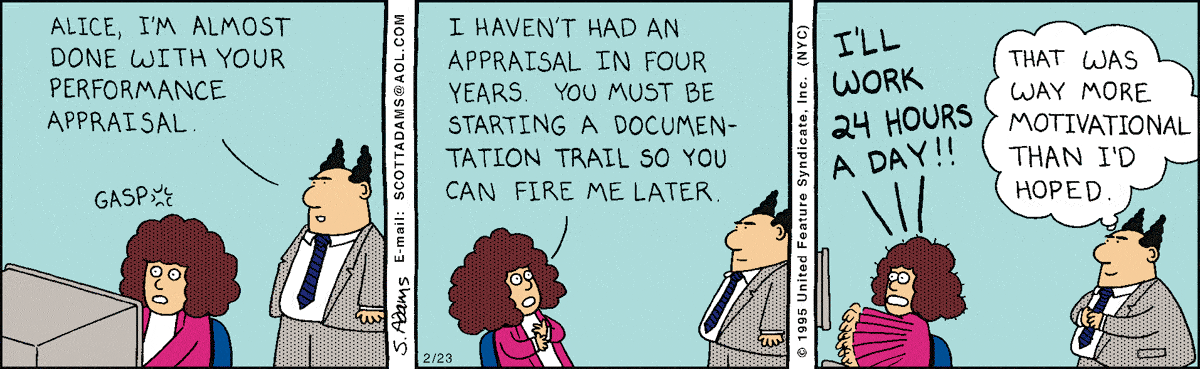 ALICE, I'M ALMOST
DONE WITH YOUR
PERFORMANCE
APPRAISAL.
GASP
S. Adams
E-mail: SCOTTADAMS@AOL.COM
I HAVEN'T HAD AN
APPRAISAL IN FOUR
YEARS. YOU MUST BE
STARTING A DOCUMEN-
TATION TRAIL SO YOU
CAN FIRE ME LATER.
2/23
© 1995 United Feature Syndicate, Inc. (NYC)
I'LL
WORK
24 HOURS
A DAY!!
THAT WAS
WAY MORE
MOTIVATIONAL
THAN I'D
HOPED.